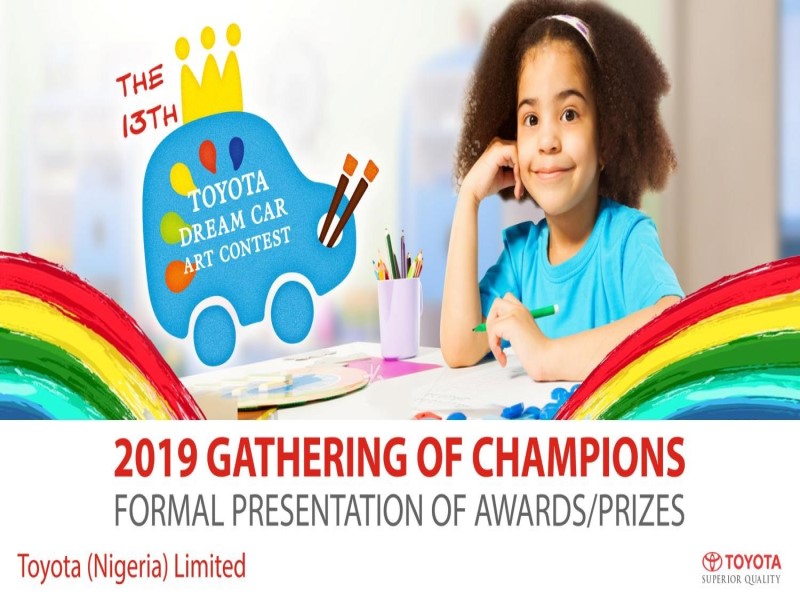 THE
13TH
TOYOTA
DREAM CAR
ART CONTEST
2019 GATHERING OF CHAMPIONS
FORMAL PRESENTATION OF AWARDS/PRIZES
Toyota (Nigeria) Limited
TOYOTA
SUPERIOR QUALITY